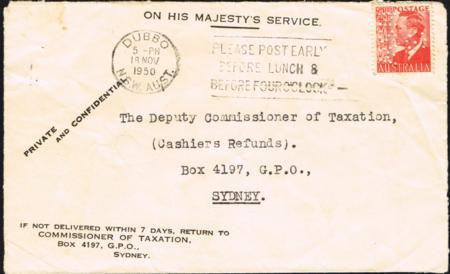 ON HIS MAJESTY'S SERVICE.
DUBBO
5 - PM
18 NOV
1950
N.S.W. AUST.
PLEASE POST EARLY
BEFORE LUNCH &
BEFORE FOUR O'CLOCK
POSTAGE
AUSTRALIA
PRIVATE
AND CONFIDENTIAL
The Deputy Commissioner of Taxation,
(Cashiers Refunds).
Box 4197, G.P.O.,
SYDNEY.
IF NOT DELIVERED WITHIN 7 DAYS, RETURN TO
COMMISSIONER OF TAXATION,
BOX 4197, G.P.O.,
SYDNEY.